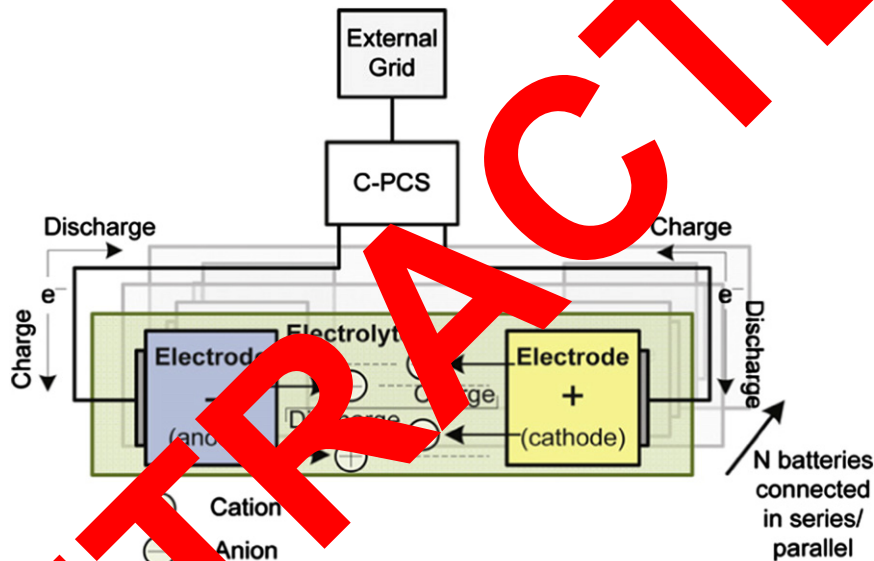 External
Grid
C-PCS
Discharge
Charge
e⁻
e⁻
Charge
Discharge
Electrode
−
Electrode
+
(cathode)
N batteries
connected
in series/
parallel
Cation
Anion